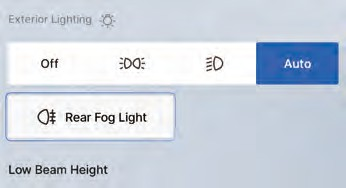 Exterior Lighting
Off Auto
Rear Fog Light
Low Beam Height